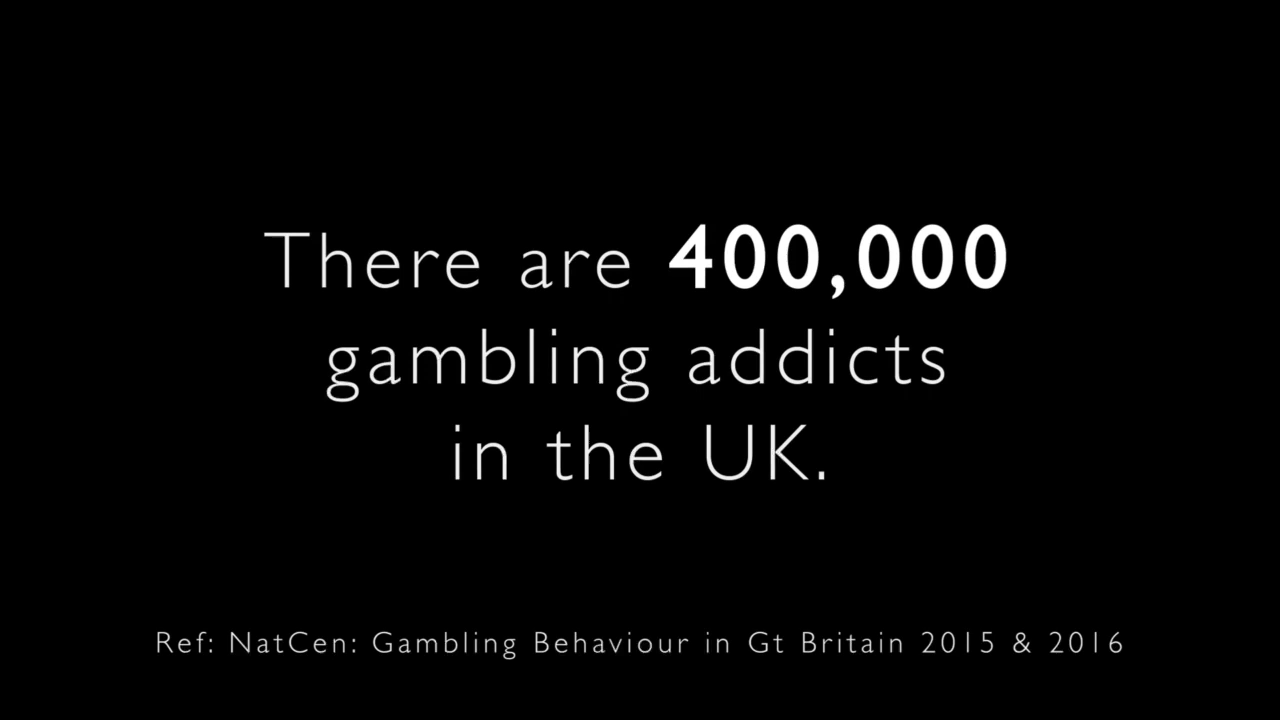 There are 400,000
gambling addicts
in the UK.
Ref: NatCen: Gambling Behaviour in Gt Britain 2015 & 2016